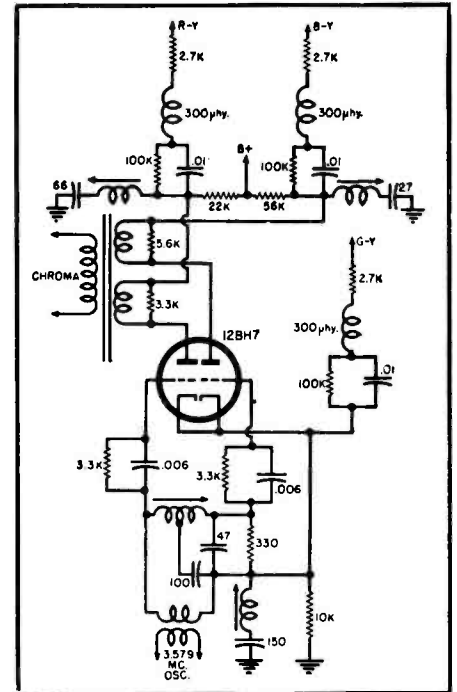 R-Y
B-Y
2.7K
2.7K
300µhy.
300µhy.
B+
100K
.01
100K
.01
66
22K
56K
27
5.6K
G-Y
CHROMA
2.7K
3.3K
300µhy.
12BH7
100K
.01
3.3K
.006
3.3K
.006
47
330
100
10K
150
3.579
MC.
OSC.